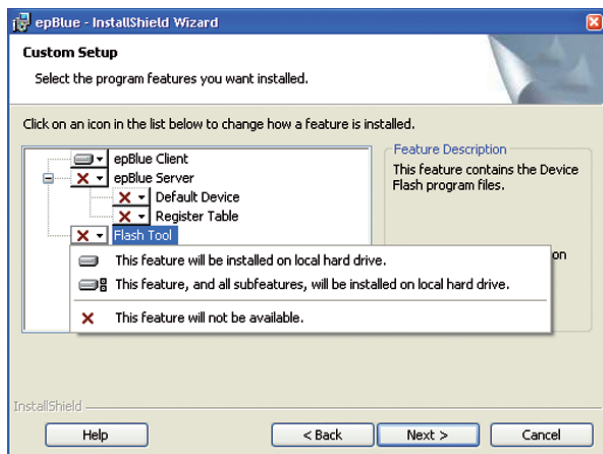 epBlue - InstallShield Wizard
Custom Setup
Select the program features you want installed.
Click on an icon in the list below to change how a feature is installed.
epBlue Client
epBlue Server
Default Device
Register Table
Flash Tool
Feature Description
This feature contains the Device
Flash program files.
on
This feature will be installed on local hard drive.
This feature, and all subfeatures, will be installed on local hard drive.
This feature will not be available.
InstallShield
Help
< Back
Next >
Cancel